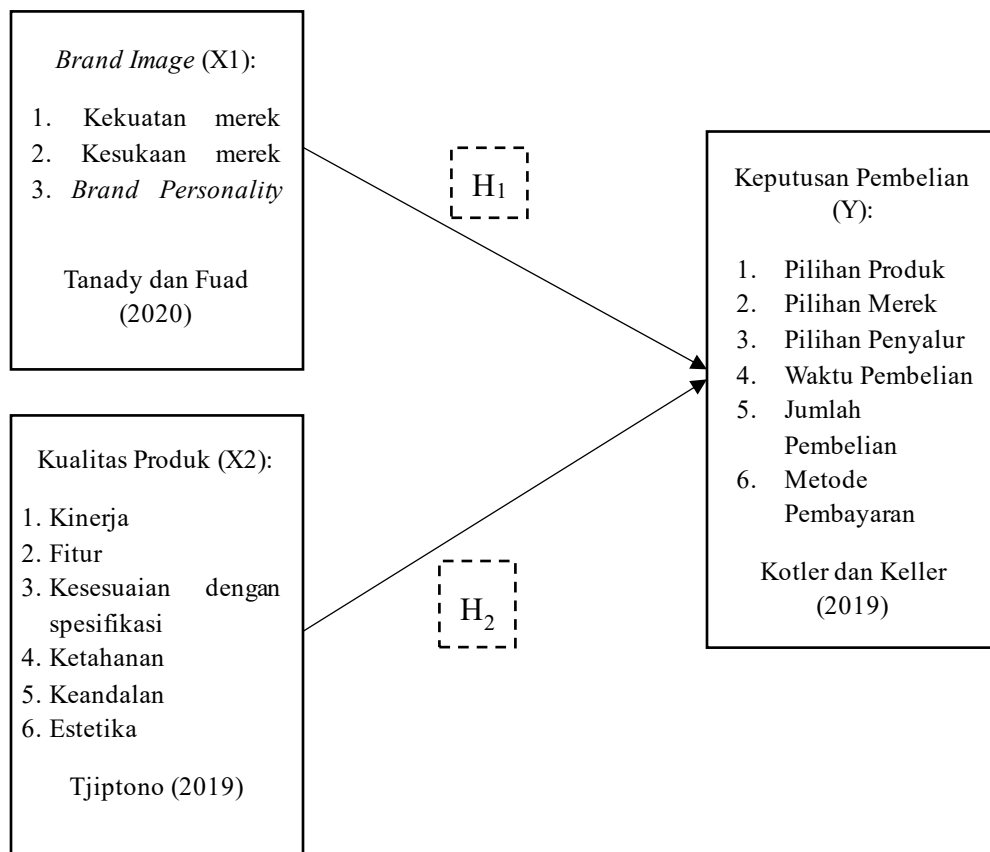 Brand Image (X1):
1. Kekuatan merek
2. Kesukaan merek
3. Brand Personality
Tanady dan Fuad
(2020)
H1
Kualitas Produk (X2):
1. Kinerja
2. Fitur
3. Kesesuaian dengan
spesifikasi
4. Ketahanan
5. Keandalan
6. Estetika
Tjiptono (2019)
H2
Keputusan Pembelian
(Y):
1. Pilihan Produk
2. Pilihan Merek
3. Pilihan Penyalur
4. Waktu Pembelian
5. Jumlah
Pembelian
6. Metode
Pembayaran
Kotler dan Keller
(2019)